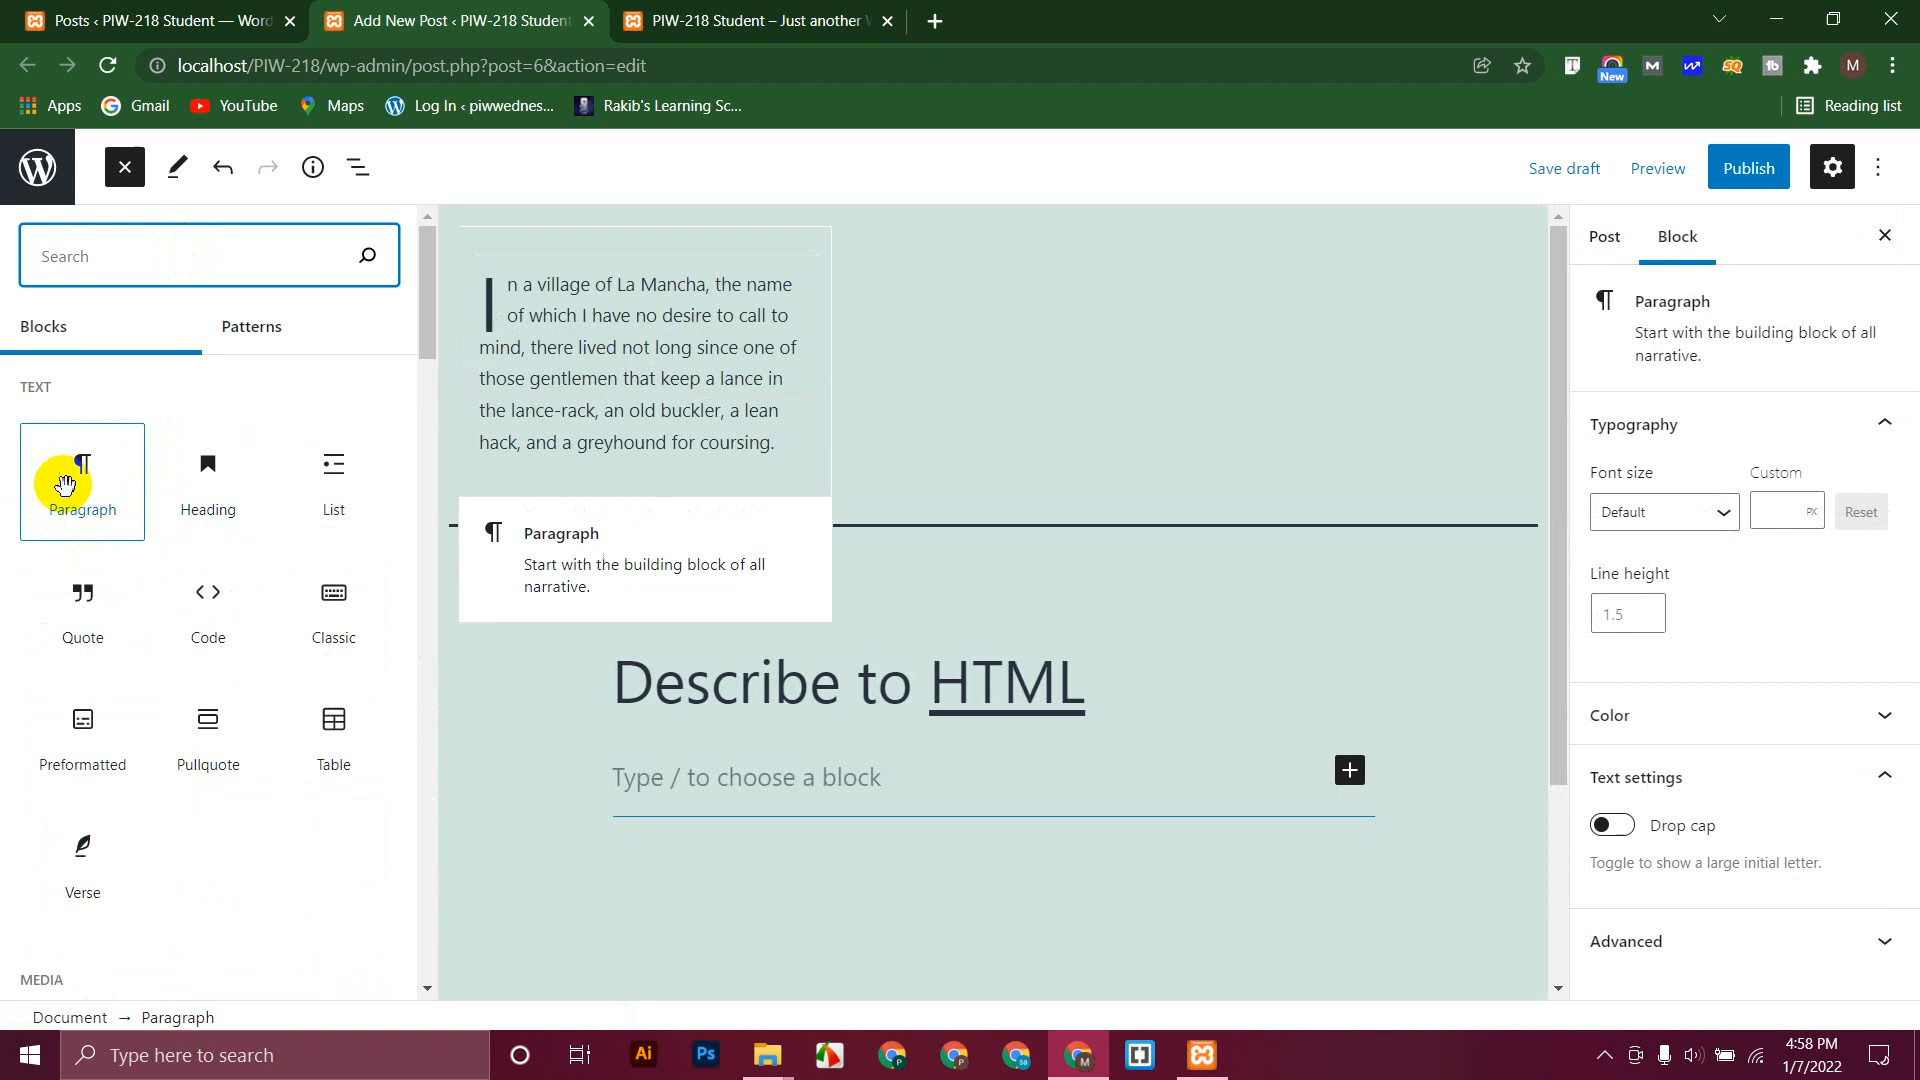 Posts ‹ PIW-218 Student — Word
Add New Post ‹ PIW-218 Student
PIW-218 Student – Just another
localhost/PIW-218/wp-admin/post.php?post=6&action=edit
New
M
Apps
Gmail
YouTube
Maps
Log In ‹ piwwednes...
Rakib's Learning Sc...
Reading list
Save draft
Preview
Publish
Search
Blocks
Patterns
TEXT
Paragraph
Heading
List
Quote
Code
Classic
Preformatted
Pullquote
Table
Verse
MEDIA
In a village of La Mancha, the name
of which I have no desire to call to
mind, there lived not long since one of
those gentlemen that keep a lance in
the lance-rack, an old buckler, a lean
hack, and a greyhound for coursing.
Paragraph
Start with the building block of all
narrative.
Describe to HTML
Type / to choose a block
Post
Block
Paragraph
Start with the building block of all
narrative.
Typography
Font size
Custom
Default
PX
Reset
Line height
1.5
Color
Text settings
Drop cap
Toggle to show a large initial letter.
Advanced
Document → Paragraph
Type here to search
Ai
Ps
4:58 PM
1/7/2022